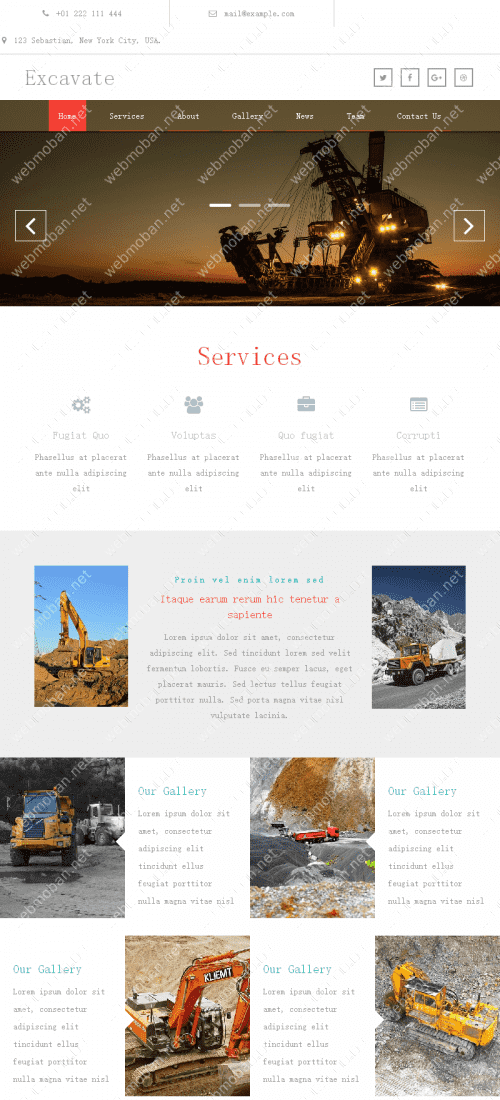 +01 222 111 444
mail@example.com
123 Sebastian, New York City, USA.
Excavate
Home Services About Gallery News Team Contact Us
Services
Fugiat Quo
Phasellus at placerat
ante nulla adipiscing
elit
Voluptas
Phasellus at placerat
ante nulla adipiscing
elit
Quo fugiat
Phasellus at placerat
ante nulla adipiscing
elit
Corrupti
Phasellus at placerat
ante nulla adipiscing
elit
Proin vel enim lorem sed
Itaque earum rerum hic tenetur a
sapiente
Lorem ipsum dolor sit amet, consectetur
adipiscing elit. Sed tincidunt lorem sed velit
fermentum lobortis. Fusce eu semper lacus, eget
placerat mauris. Sed lectus tellus feugiat
porttitor nulla. Sed porta magna vitae nisl
vulputate lacinia.
Our Gallery
Lorem ipsum dolor sit
amet, consectetur
adipiscing elit
tincidunt ellus
feugiat porttitor
nulla magna vitae nisl
Our Gallery
Lorem ipsum dolor sit
amet, consectetur
adipiscing elit
tincidunt ellus
feugiat porttitor
nulla magna vitae nisl
Our Gallery
Lorem ipsum dolor sit
amet, consectetur
adipiscing elit
tincidunt ellus
feugiat porttitor
nulla magna vitae nisl
KLIEMT
Our Gallery
Lorem ipsum dolor sit
amet, consectetur
adipiscing elit
tincidunt ellus
feugiat porttitor
nulla magna vitae nisl
webmoban.net